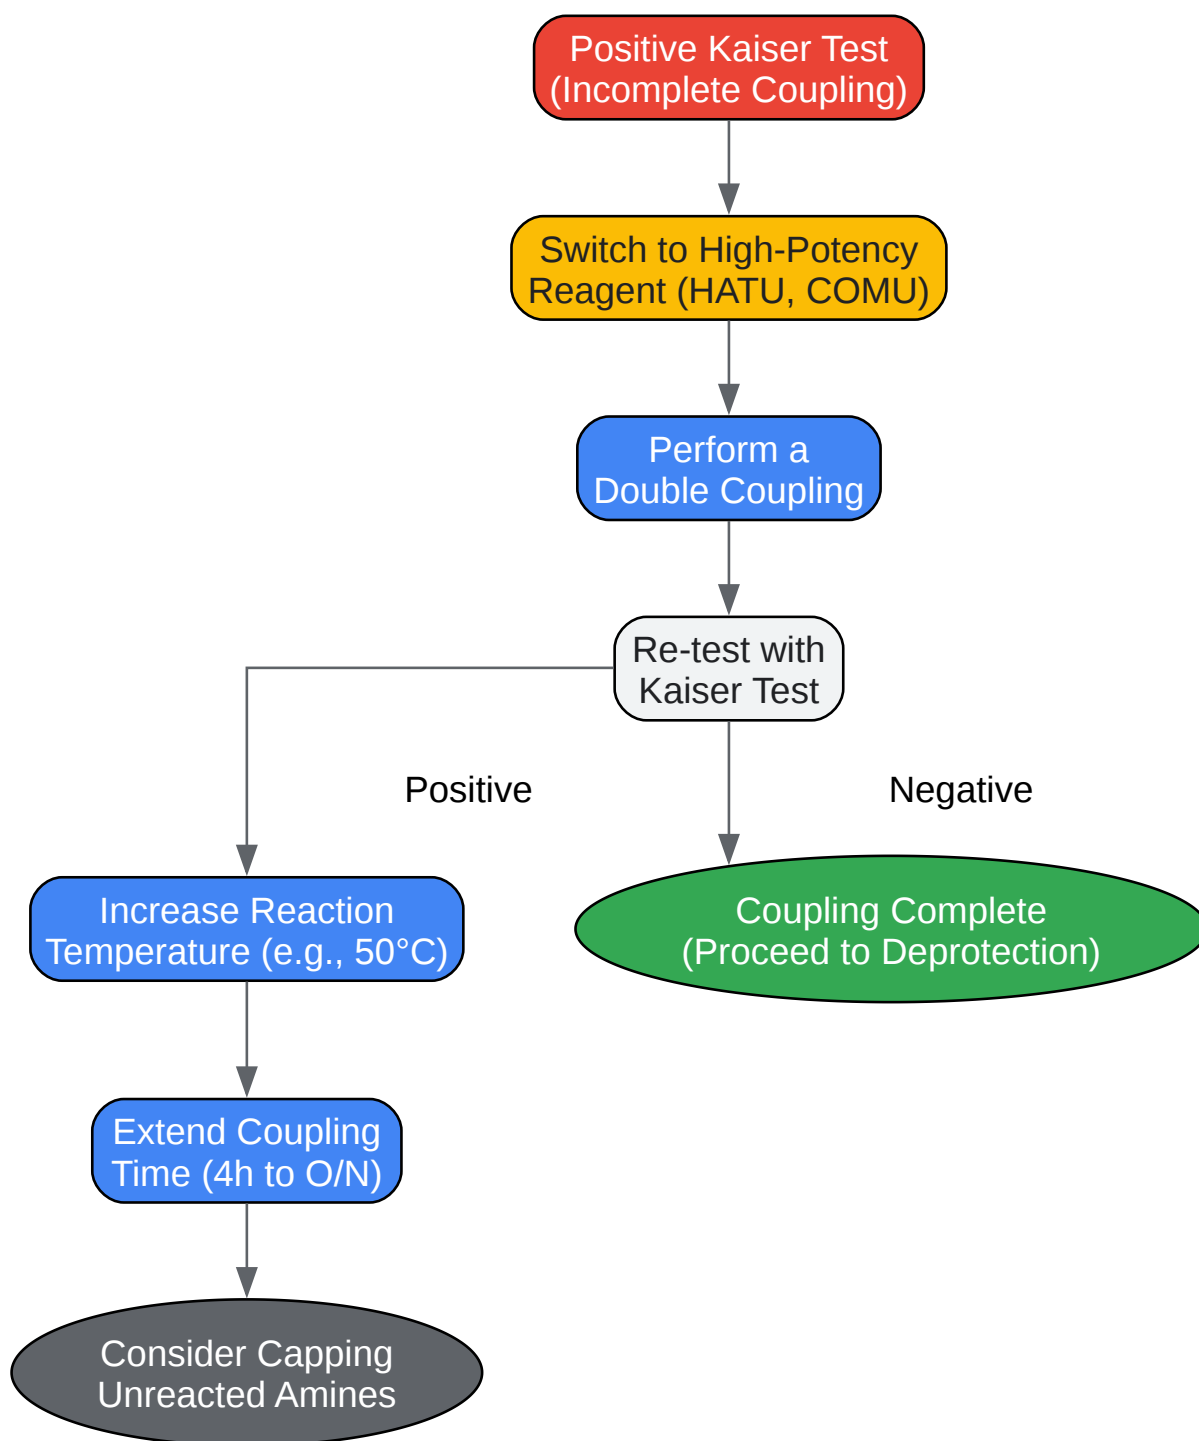 Positive Kaiser Test
(Incomplete Coupling)
Switch to High-Potency
Reagent (HATU, COMU)
Perform a
Double Coupling
Re-test with
Kaiser Test
Positive
Negative
Increase Reaction
Temperature (e.g., 50°C)
Coupling Complete
(Proceed to Deprotection)
Extend Coupling
Time (4h to O/N)
Consider Capping
Unreacted Amines